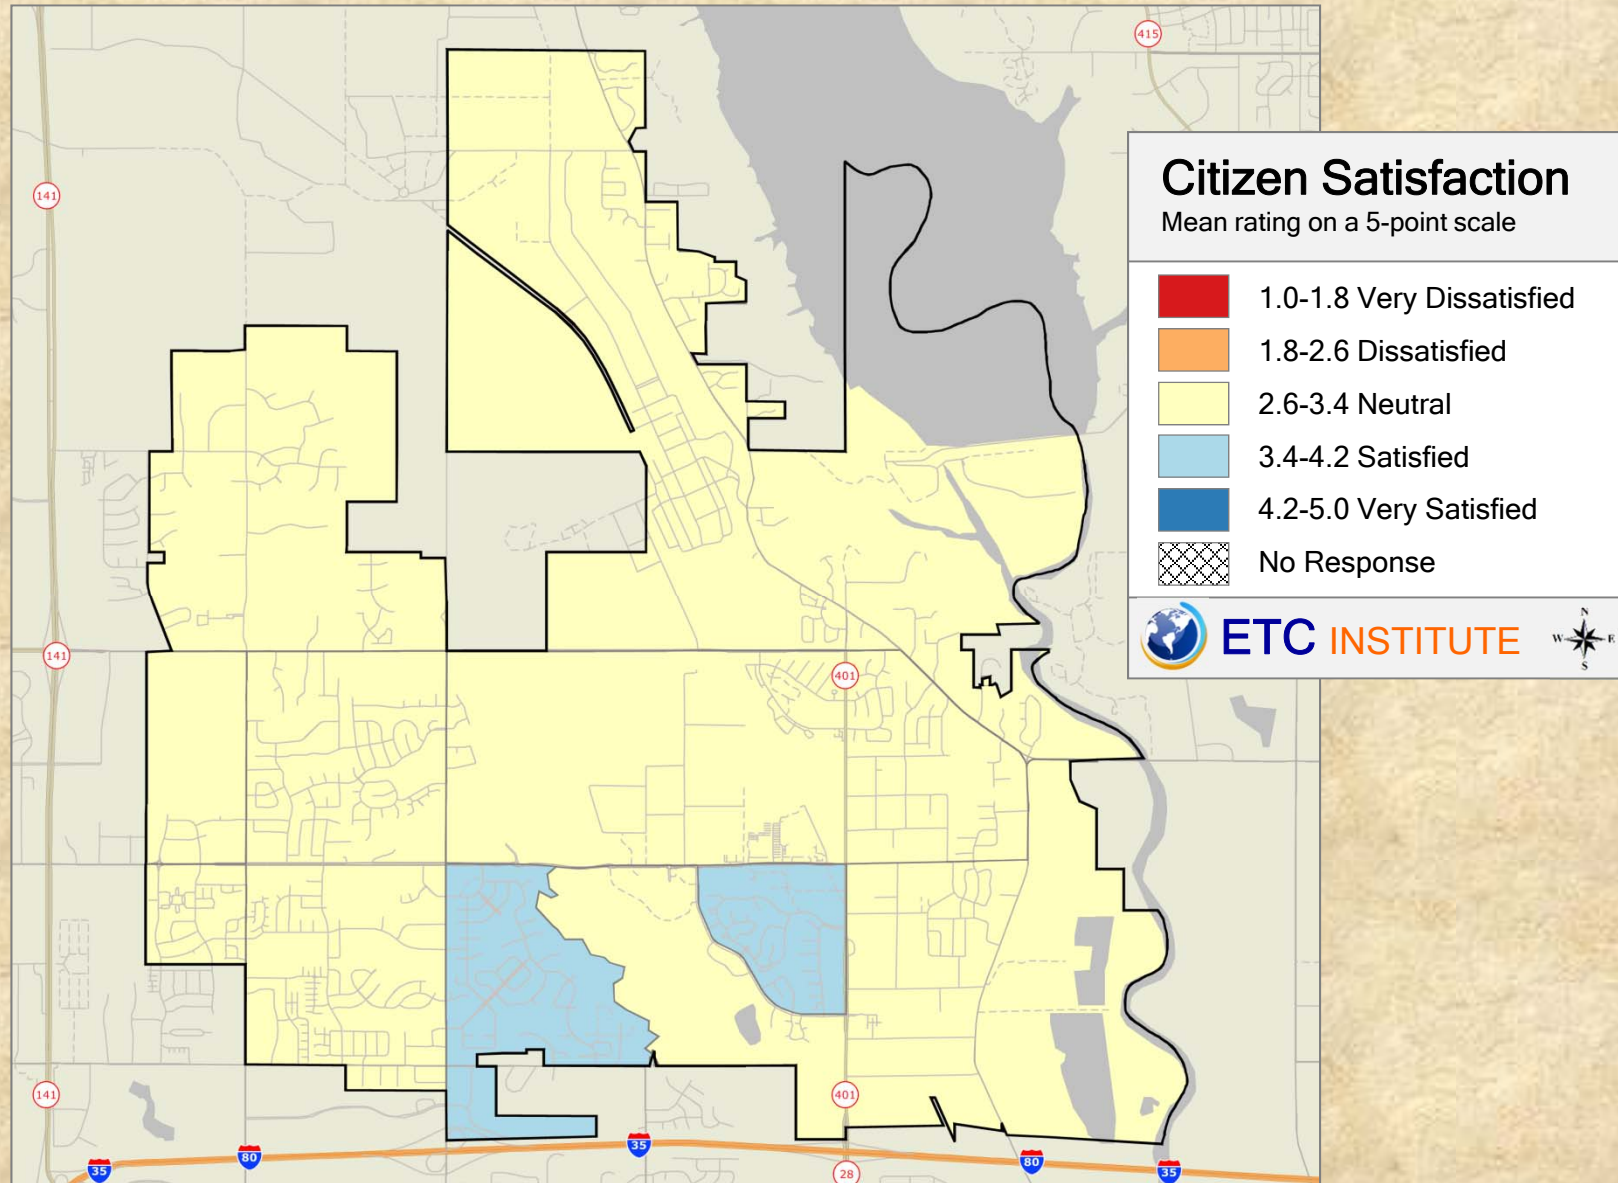 415
141
Citizen Satisfaction
Mean rating on a 5-point scale
1.0-1.8 Very Dissatisfied
1.8-2.6 Dissatisfied
2.6-3.4 Neutral
3.4-4.2 Satisfied
4.2-5.0 Very Satisfied
No Response
ETC INSTITUTE
N
W E
S
141
401
141
401
35
80
35
80
35
28